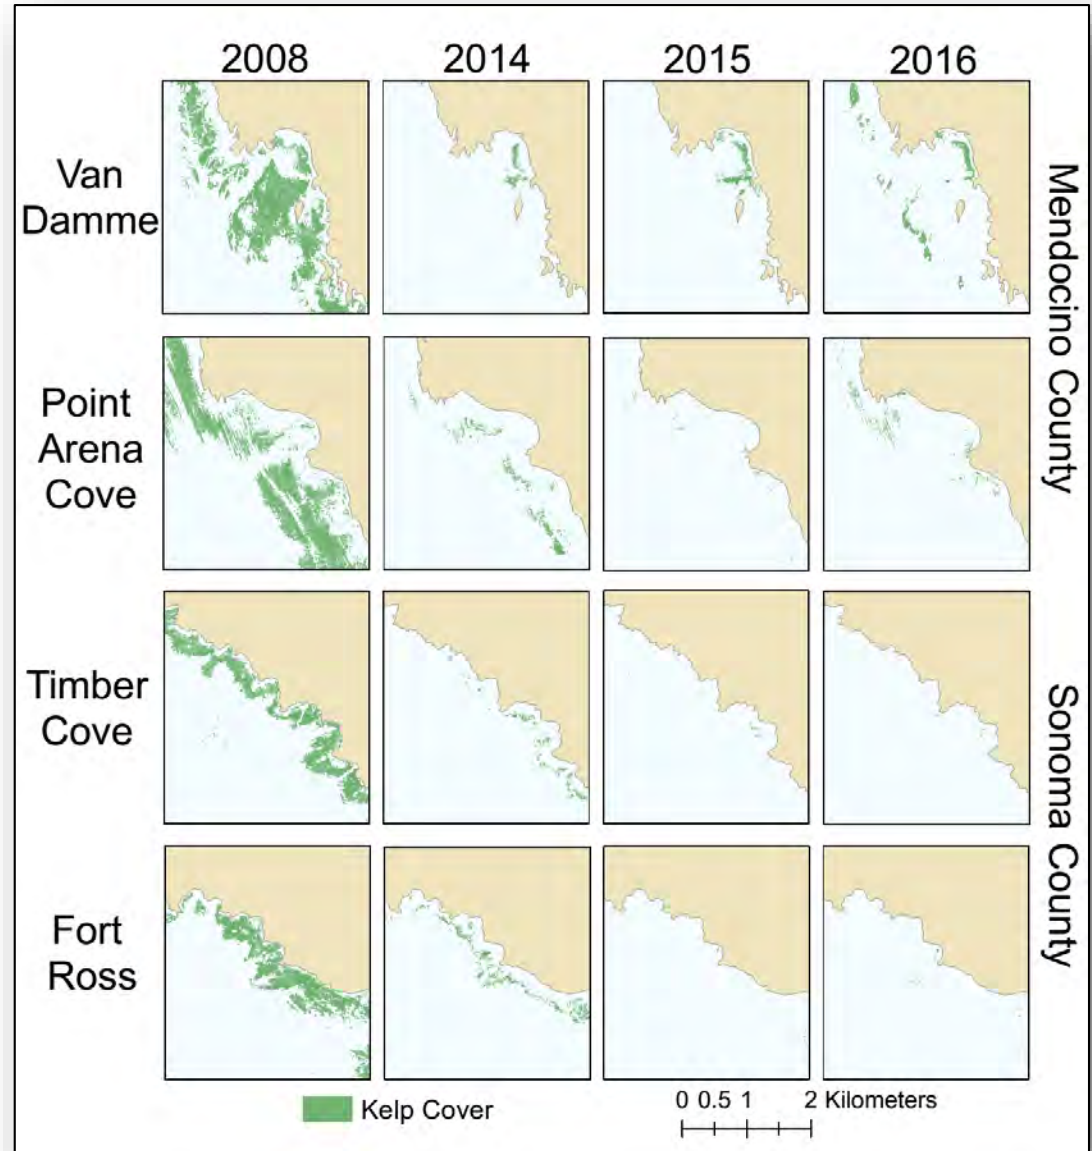 2008 2014 2015 2016
Van
Damme
Mendocino County
Point
Arena
Cove
Timber
Cove
Sonoma County
Fort
Ross
Kelp Cover
0 0.5 1 2 Kilometers